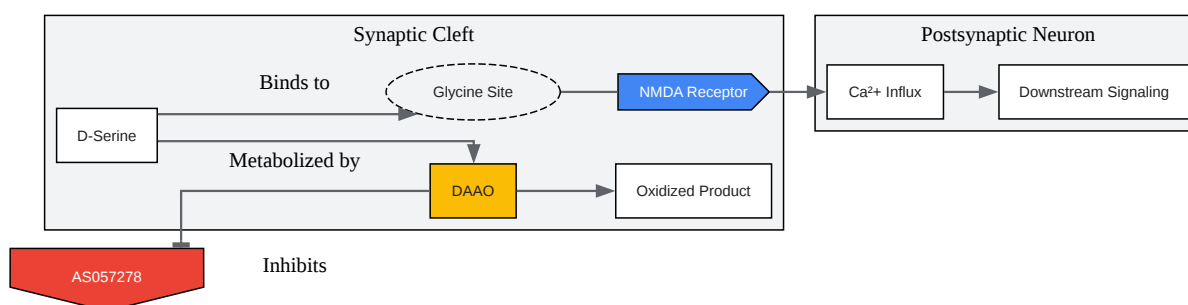 Synaptic Cleft
Postsynaptic Neuron
Binds to
Glycine Site
NMDA Receptor
Ca²+ Influx
Downstream Signaling
D-Serine
Metabolized by
DAAO
Oxidized Product
AS057278
Inhibits